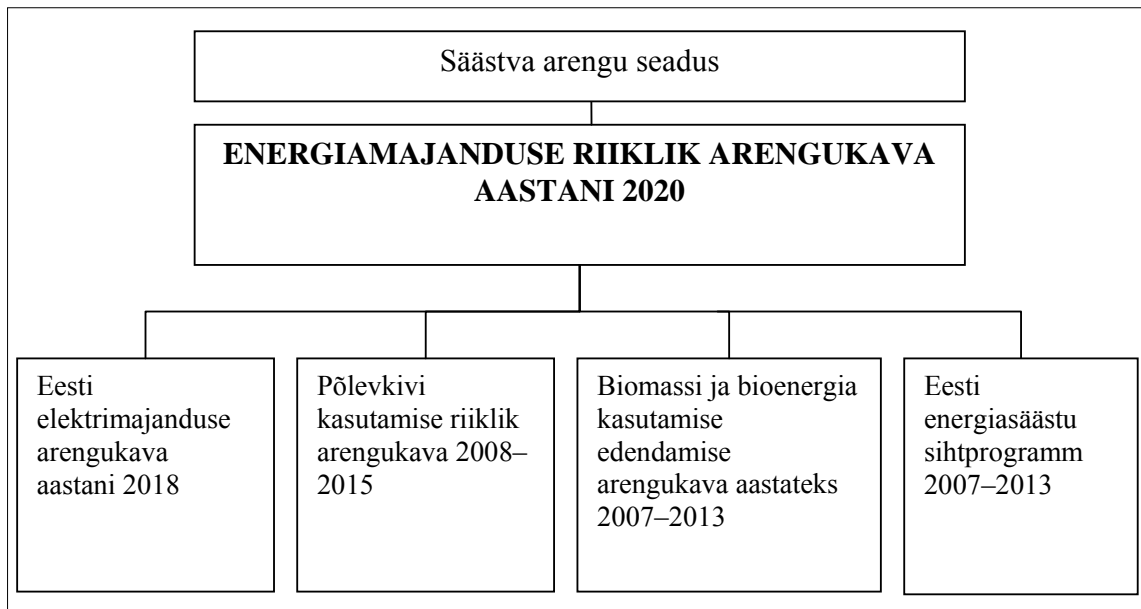 Säästva arengu seadus
ENERGIAMAJANDUSE RIIKLIK ARENGUKAVA
AASTANI 2020
Eesti
elektrimajanduse
arengukava
aastani 2018
Põlevkivi
kasutamise riiklik
arengukava 2008–
2015
Biomassi ja bioenergia
kasutamise
edendamise
arengukava aastateks
2007–2013
Eesti
energiasäästu
sihtprogramm
2007–2013